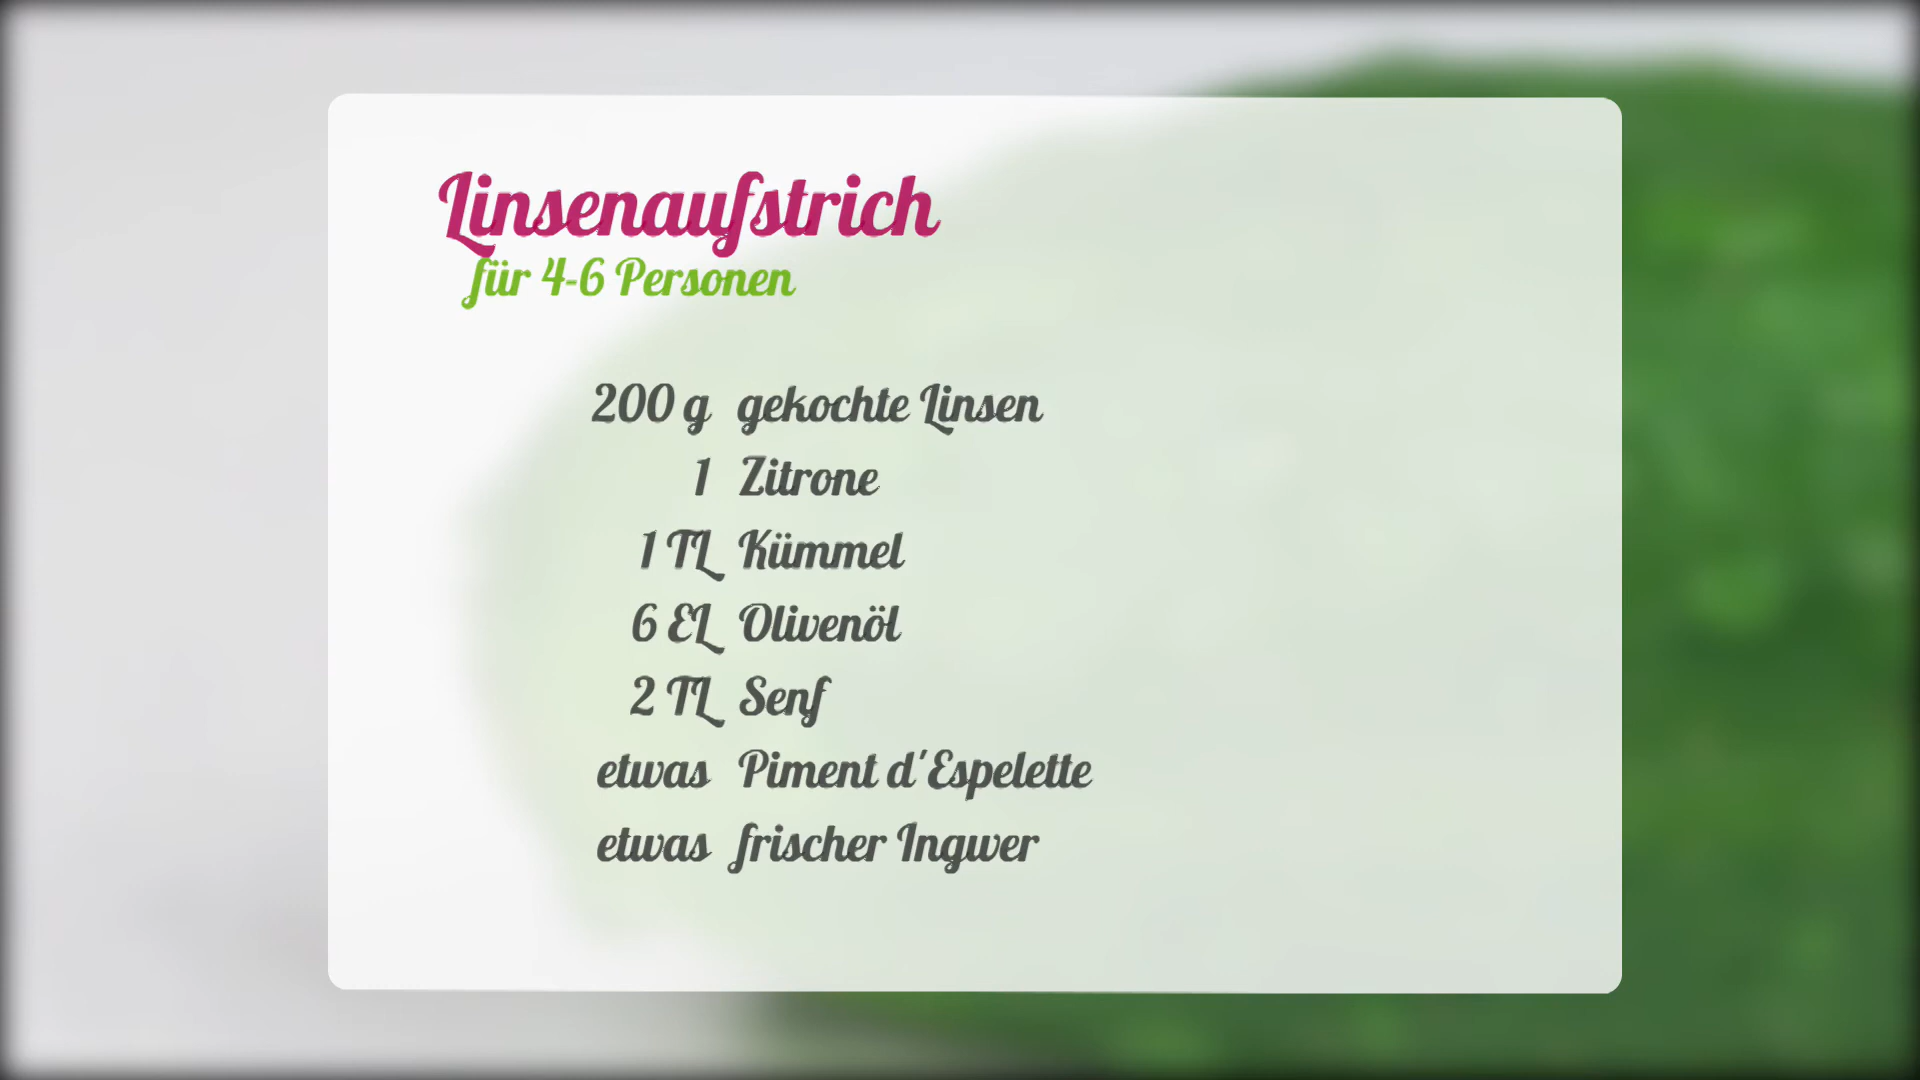 Linsenaufstrich
für 4-6 Personen
200 g gekochte Linsen
1 Zitrone
1 TL Kümmel
6 EL Olivenöl
2 TL Senf
etwas Piment d'Espelette
etwas frischer Ingwer